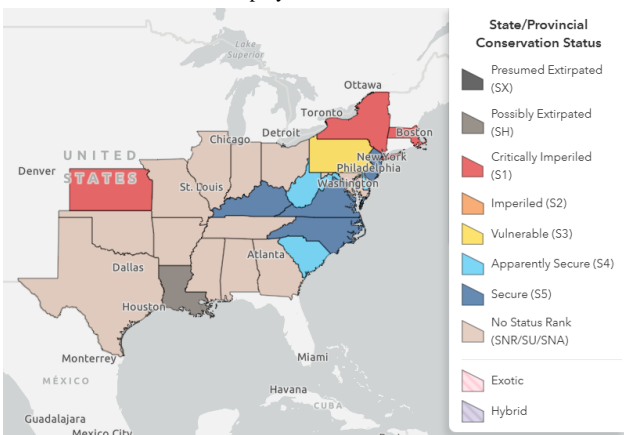 State/Provincial
Conservation Status
Presumed Extirpated
(SX)
Possibly Extirpated
(SH)
Critically Imperiled
(S1)
Imperiled (S2)
Vulnerable (S3)
Apparently Secure (S4)
Secure (S5)
No Status Rank
(SNR/SU/SNA)
Exotic
Hybrid
Lake
Superior
Ottawa
Toronto
Boston
Chicago
Detroit
New York
UNITED
STATES
Philadelphia
Denver
St. Louis
Washington
Atlanta
Dallas
Houston
Monterrey
Miami
MÉXICO
Havana
CUBA
Guadalajara
Mexico City